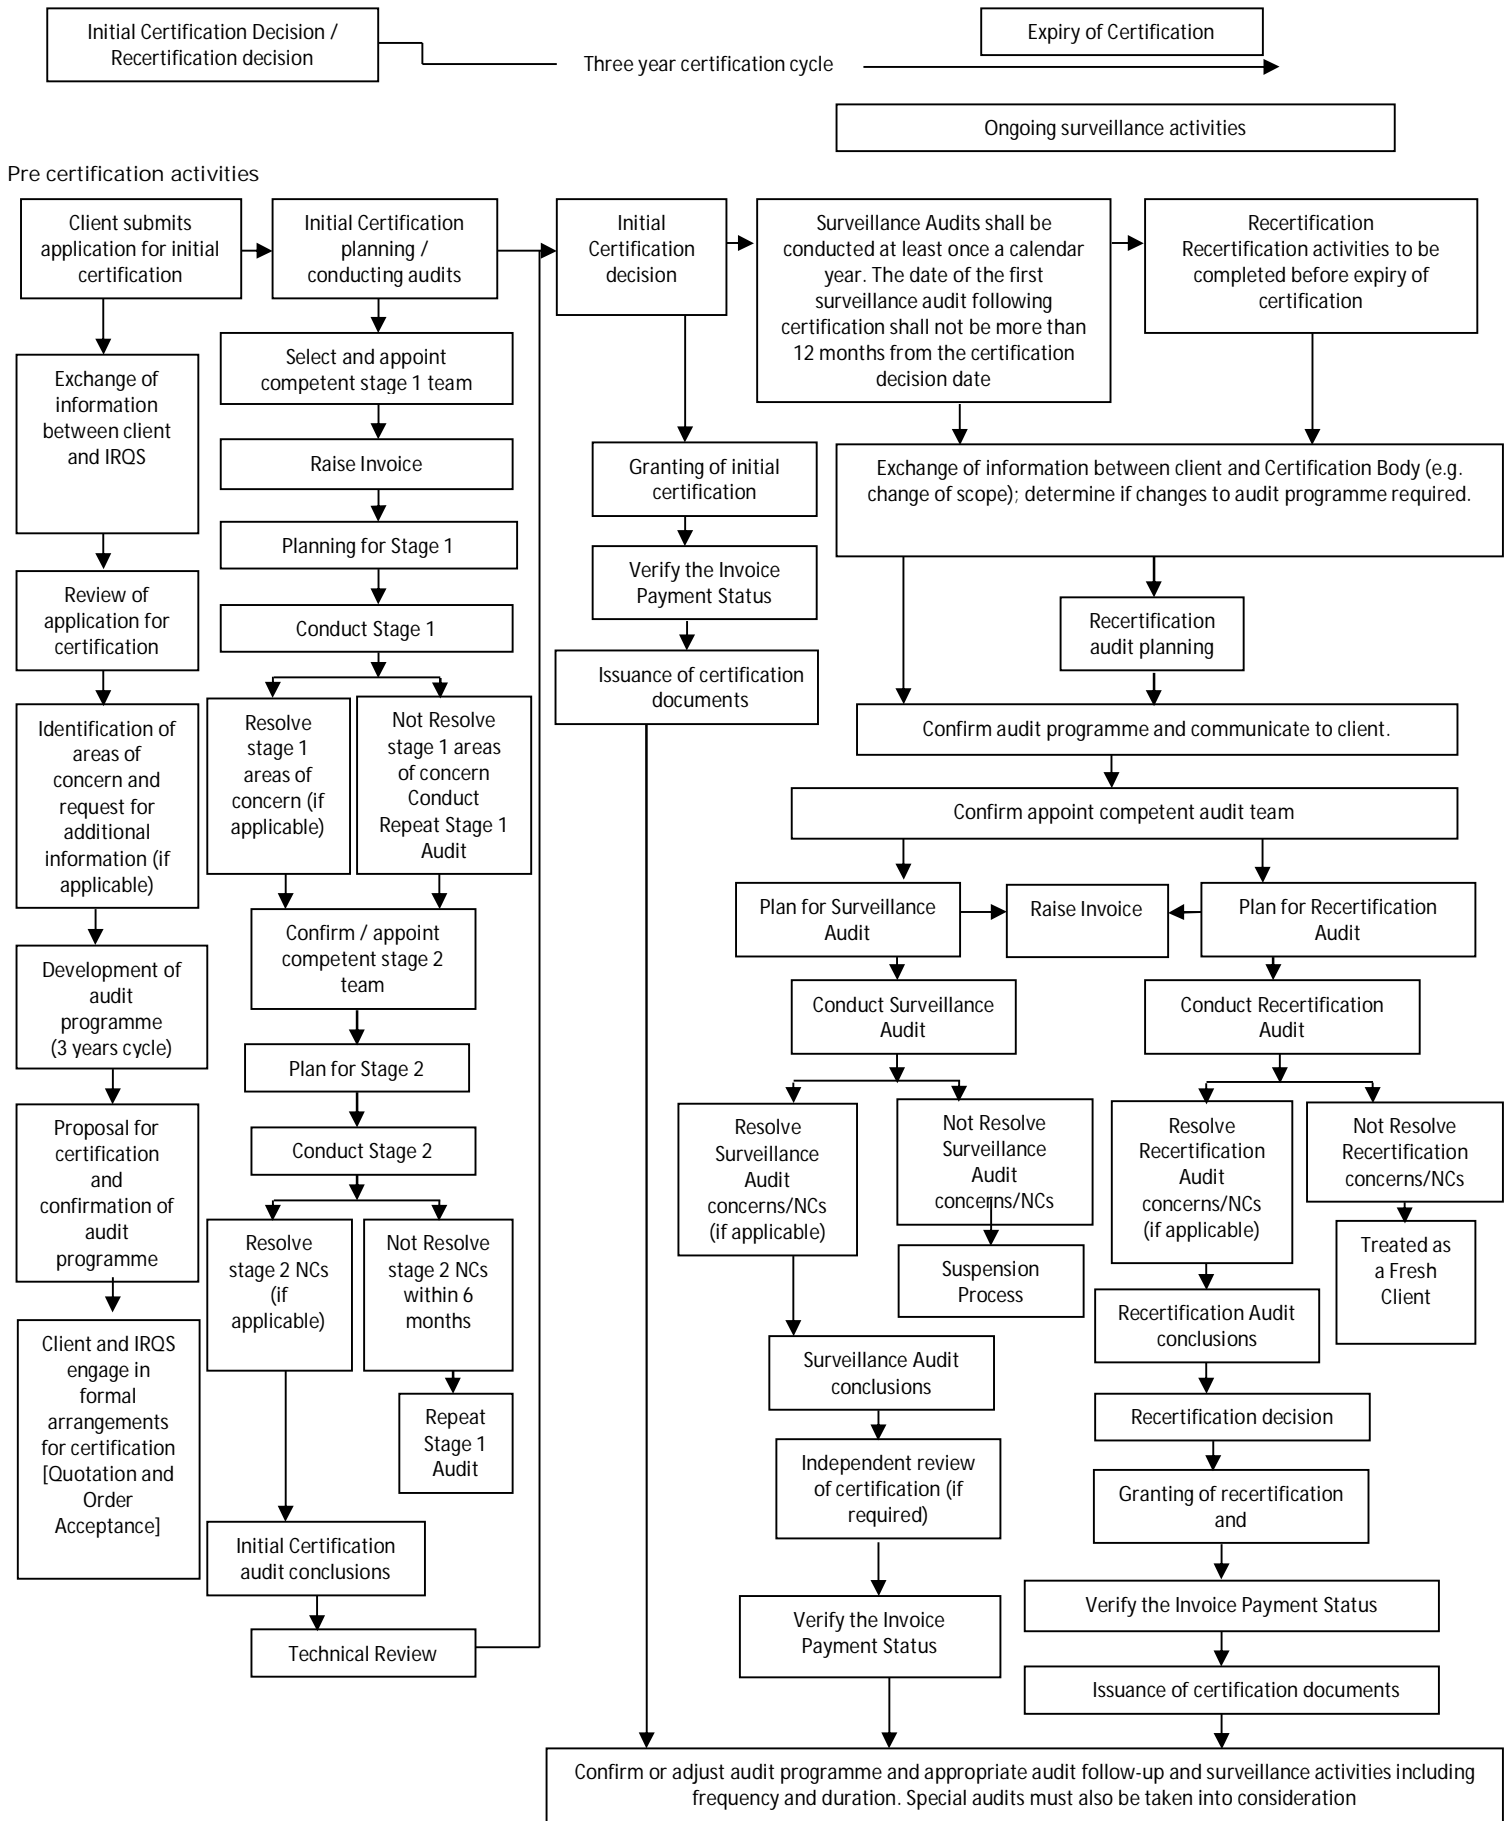 Initial Certification Decision /
Recertification decision
Three year certification cycle
Expiry of Certification
Ongoing surveillance activities
Pre certification activities
Client submits
application for initial
certification
Exchange of
information
between client
and IRQS
Review of
application for
certification
Identification of
areas of
concern and
request for
additional
information (if
applicable)
Development of
audit
programme
(3 years cycle)
Proposal for
certification
and
confirmation of
audit
programme
Client and IRQS
engage in
formal
arrangements
for certification
[Quotation and
Order
Acceptance]
Initial Certification
planning /
conducting audits
Select and appoint
competent stage 1 team
Raise Invoice
Planning for Stage 1
Conduct Stage 1
Resolve
stage 1
areas of
concern (if
applicable)
Not Resolve
stage 1 areas
of concern
Conduct
Repeat Stage 1
Audit
Confirm / appoint
competent stage 2
team
Plan for Stage 2
Conduct Stage 2
Resolve
stage 2 NCs
(if
applicable)
Not Resolve
stage 2 NCs
within 6
months
Repeat
Stage 1
Audit
Initial Certification
audit conclusions
Technical Review
Initial
Certification
decision
Granting of initial
certification
Verify the Invoice
Payment Status
Issuance of certification
documents
Surveillance Audits shall be
conducted at least once a calendar
year. The date of the first
surveillance audit following
certification shall not be more than
12 months from the certification
decision date
Recertification
Recertification activities to be
completed before expiry of
certification
Exchange of information between client and Certification Body (e.g.
change of scope); determine if changes to audit programme required.
Recertification
audit planning
Confirm audit programme and communicate to client.
Confirm appoint competent audit team
Plan for Surveillance
Audit
Raise Invoice
Plan for Recertification
Audit
Conduct Surveillance
Audit
Conduct Recertification
Audit
Resolve
Surveillance
Audit
concerns/NCs
(if applicable)
Not Resolve
Surveillance
Audit
concerns/NCs
Suspension
Process
Surveillance Audit
conclusions
Independent review
of certification (if
required)
Verify the Invoice
Payment Status
Resolve
Recertification
Audit
concerns/NCs
(if applicable)
Not Resolve
Recertification
concerns/NCs
Treated as
a Fresh
Client
Recertification Audit
conclusions
Recertification decision
Granting of recertification
and
Verify the Invoice Payment Status
Issuance of certification documents
Confirm or adjust audit programme and appropriate audit follow-up and surveillance activities including
frequency and duration. Special audits must also be taken into consideration